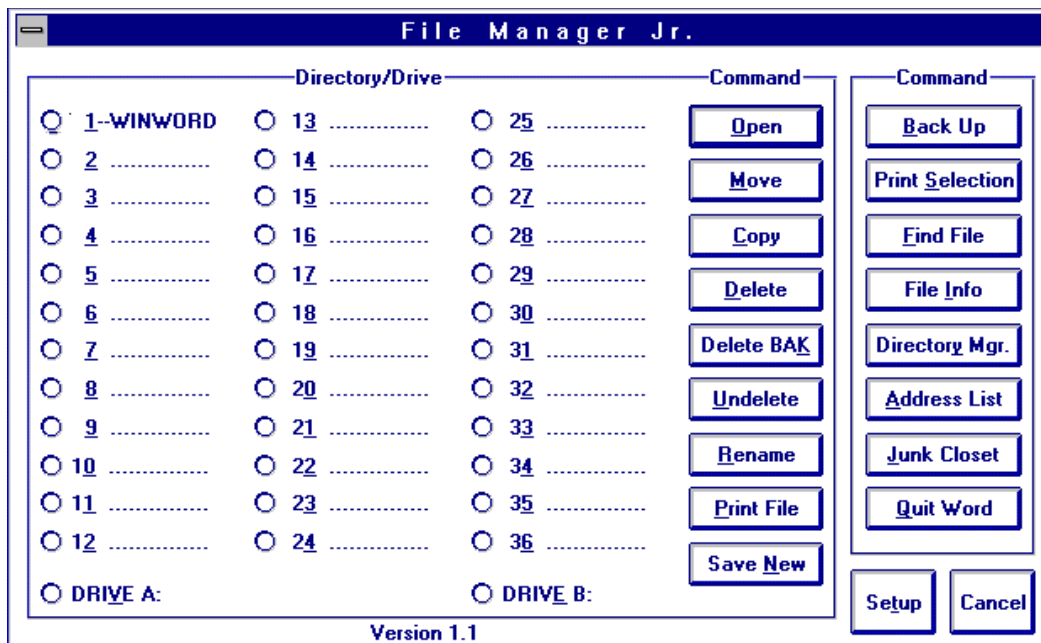 File Manager Jr.
Directory/Drive Command Command
1--WINWORD 13 .............. 25 .............. Open Back Up
2 .............. 14 .............. 26 .............. Move Print Selection
3 .............. 15 .............. 27 .............. Copy Find File
4 .............. 16 .............. 28 .............. Delete File Info
5 .............. 17 .............. 29 .............. Delete BAK Directory Mgr.
6 .............. 18 .............. 30 .............. Undelete Address List
7 .............. 19 .............. 31 .............. Rename Junk Closet
8 .............. 20 .............. 32 .............. Print File Quit Word
9 .............. 21 .............. 33 .............. Save New
10 .............. 22 .............. 34 ..............
11 .............. 23 .............. 35 ..............
12 .............. 24 .............. 36 ..............
DRIVE A: DRIVE B: Setup Cancel
Version 1.1